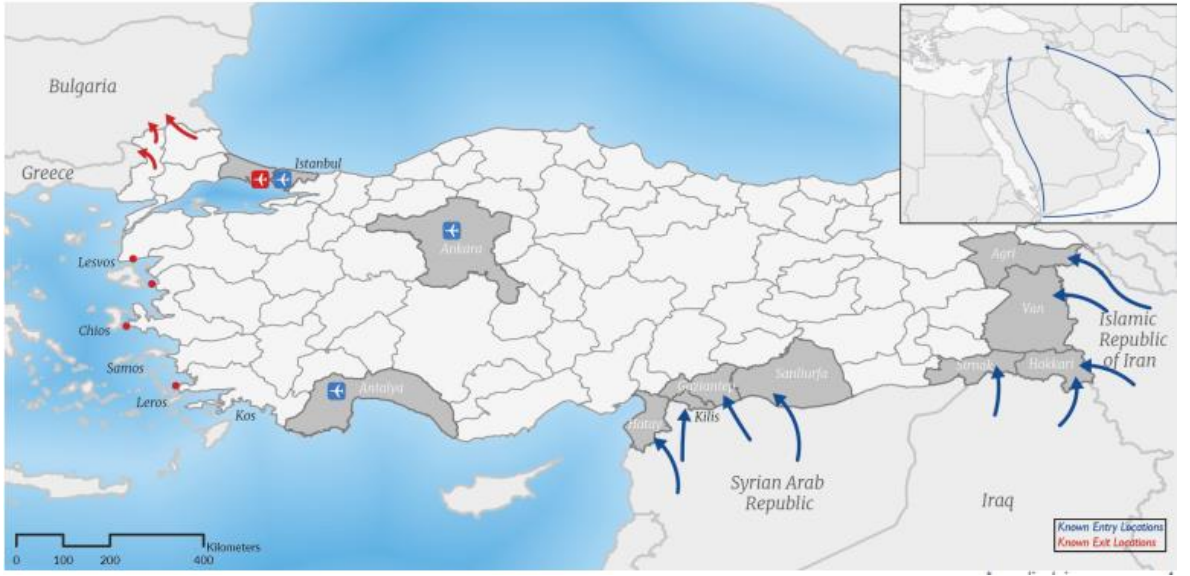 Bulgaria
Greece
Istanbul
Ankara
Lesvos
Chios
Samos
Leros
Kos
Antalya
Agri
Van
Islamic
Republic
of Iran
Sirnak
Hakkari
Gaziantep
Sanliurfa
Kilis
Hatay
Syrian Arab
Republic
Iraq
Kilometers
0 100 200 400
Known Entry Locations
Known Exit Locations